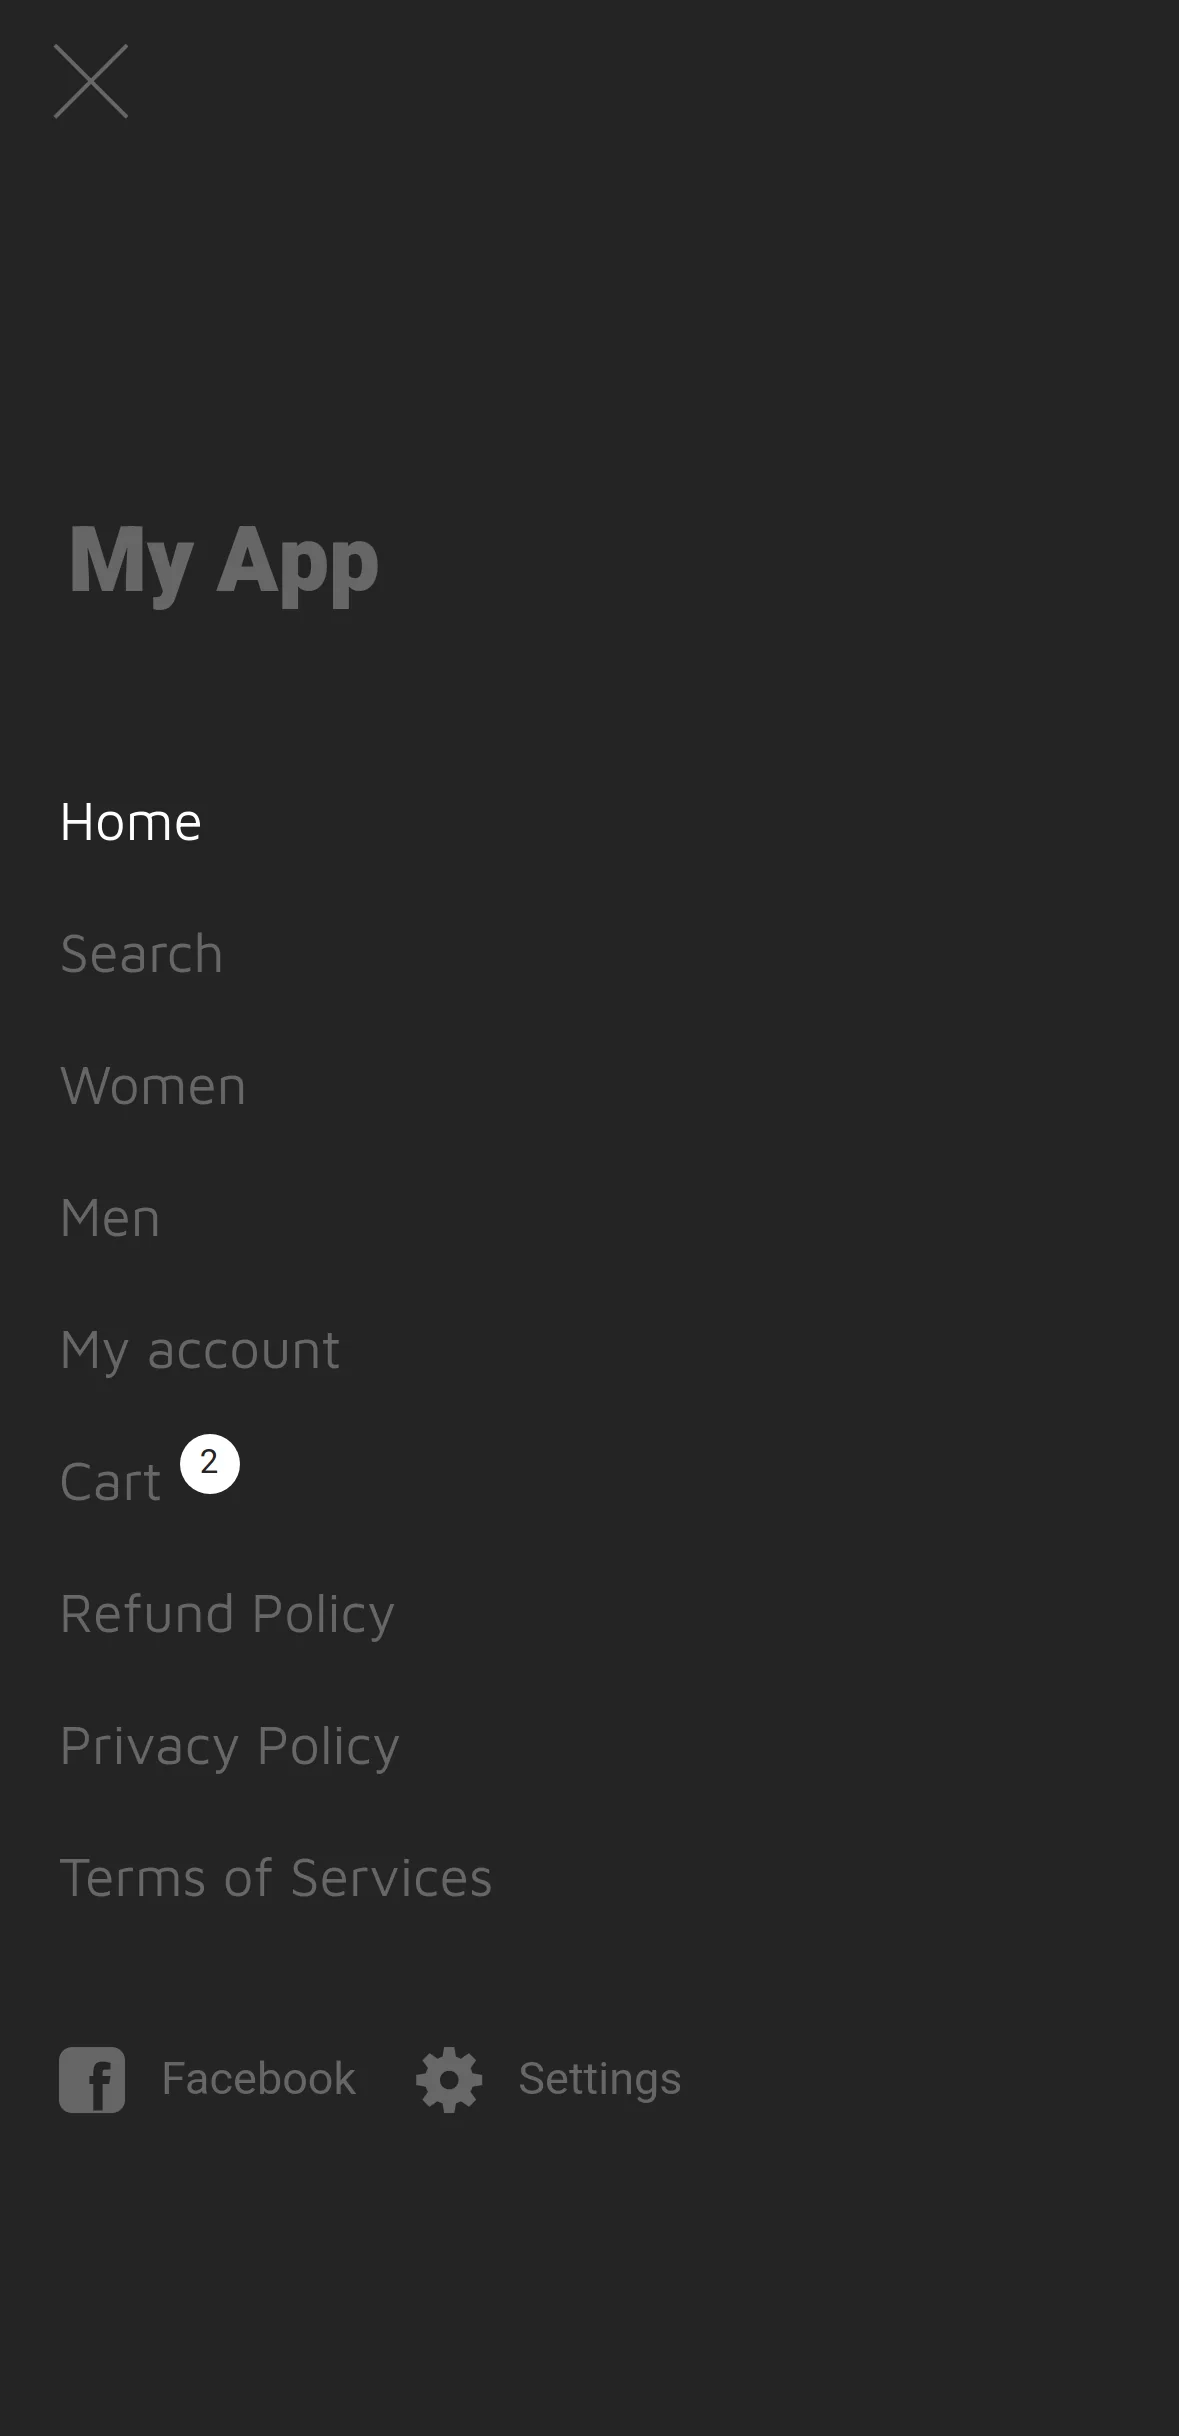 My App
Home
Search
Women
Men
My account
Cart 2
Refund Policy
Privacy Policy
Terms of Services
Facebook Settings